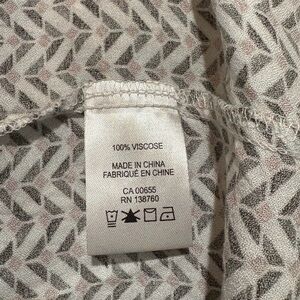 100% VISCOSE
MADE IN CHINA
FABRIQUÉ EN CHINE
CA 00655
RN 138760